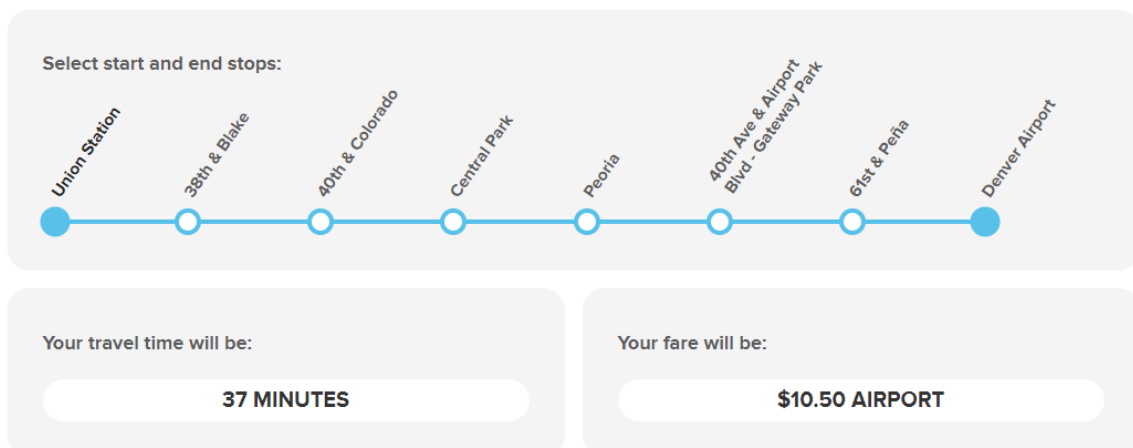 Select start and end stops:
Union Station
38th & Blake
40th & Colorado
Central Park
Peoria
40th Ave & Airport
Blvd - Gateway Park
61st & Peña
Denver Airport
Your travel time will be:
37 MINUTES
Your fare will be:
$10.50 AIRPORT